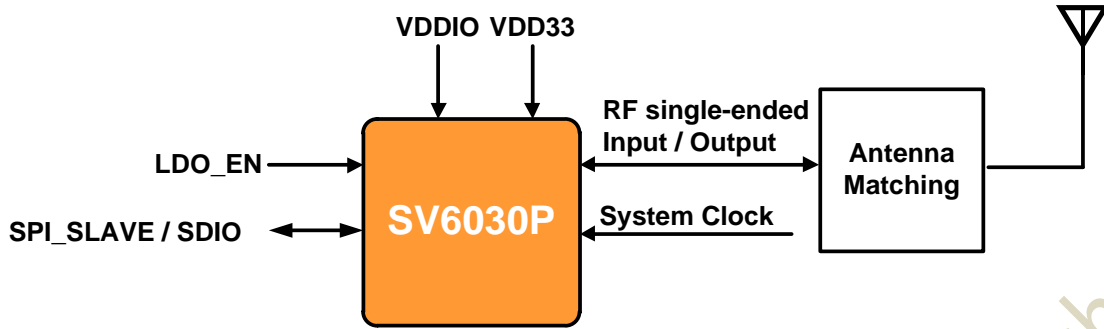 VDDIO VDD33
RF single-ended
Input / Output
Antenna
Matching
LDO_EN
SV6030P
System Clock
SPI_SLAVE / SDIO